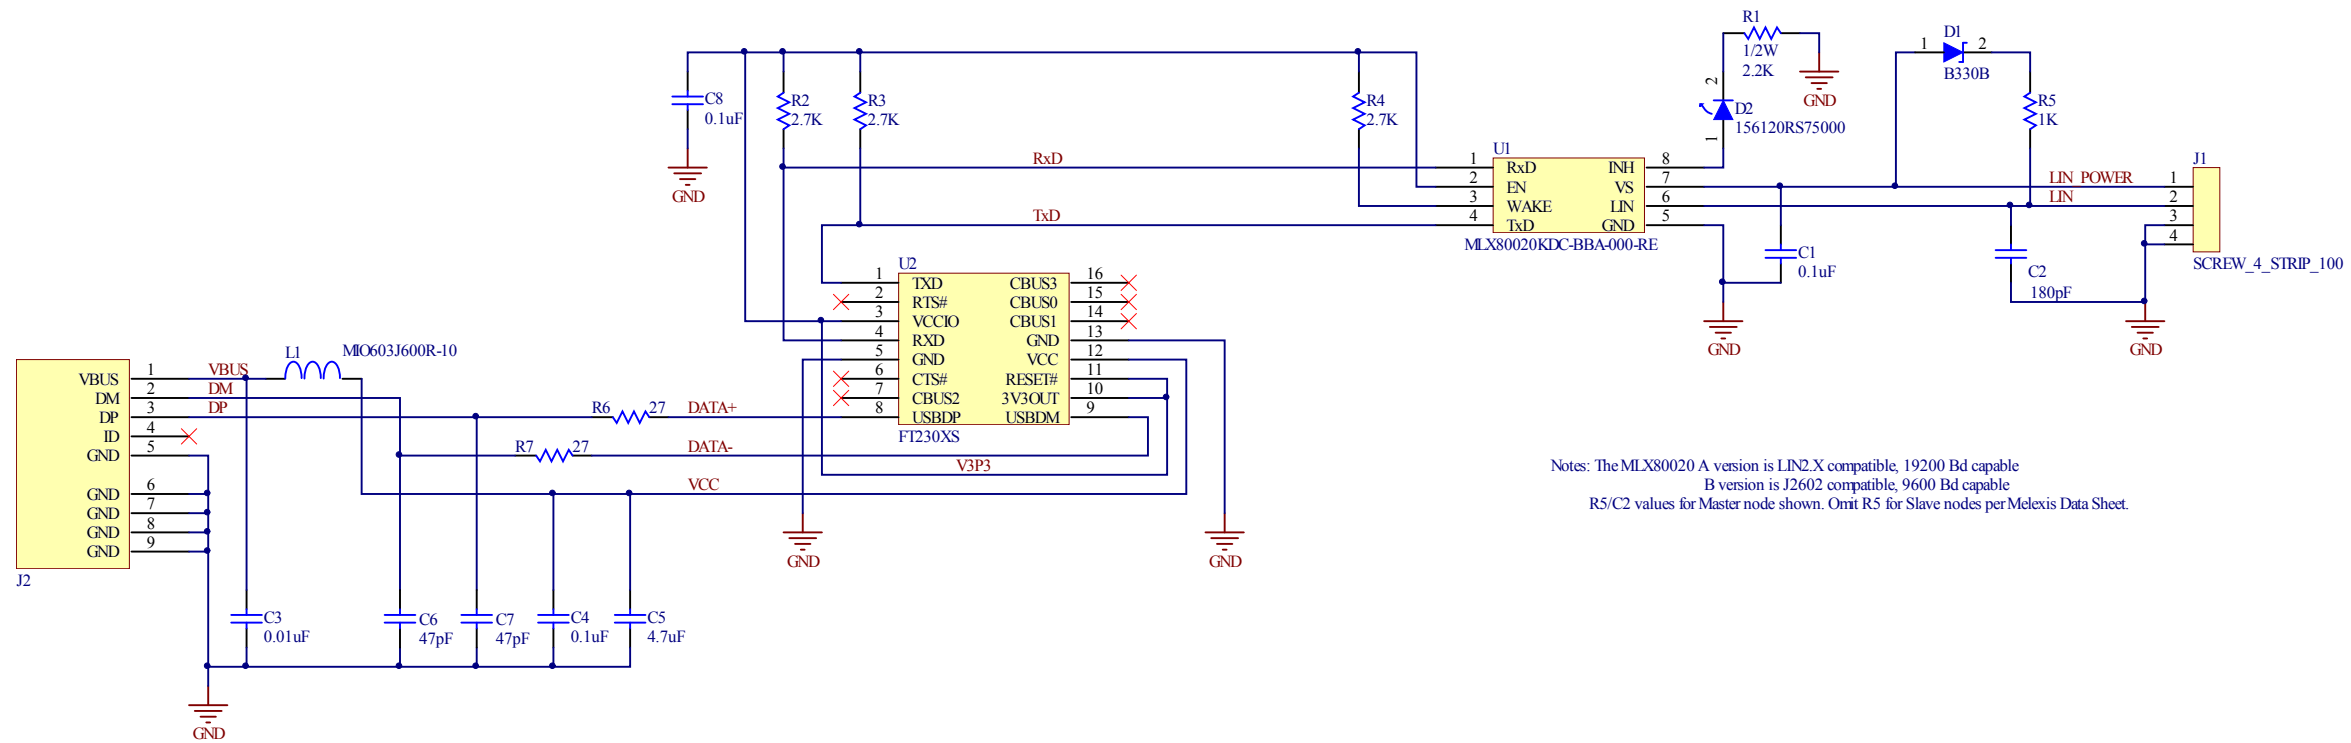 R1
1/2W
2.2K
GND
2
D2
156120RS75000
1
1
D1
2
B330B
R5
1K
C8
0.1uF
GND
R2
2.7K
R3
2.7K
R4
2.7K
RxD
TxD
U1
1 RxD INH 8
2 EN VS 7
3 WAKE LIN 6
4 TxD GND 5
MLX80020KDC-BBA-000-RE
LIN POWER
LIN
J1
1
2
3
4
SCREW_4_STRIP_100
C1
0.1uF
GND
C2
180pF
GND
U2
1 TXD CBUS3 16
2 RTS# CBUS0 15
3 VCCIO CBUS1 14
4 RXD GND 13
5 GND VCC 12
6 CTS# RESET# 11
7 CBUS2 3V3OUT 10
8 USBDP USBDM 9
FT230XS
V3P3
VCC
GND
GND
L1
MIO603J600R-10
VBUS 1 VBUS
DM 2 DM
DP 3 DP
ID 4
GND 5
GND 6
GND 7
GND 8
GND 9
J2
R6 27 DATA+
R7 27 DATA-
C3
0.01uF
C6
47pF
C7
47pF
C4
0.1uF
C5
4.7uF
GND
Notes: The MLX80020 A version is LIN2.X compatible, 19200 Bd capable
B version is J2602 compatible, 9600 Bd capable
R5/C2 values for Master node shown. Omit R5 for Slave nodes per Melexis Data Sheet.